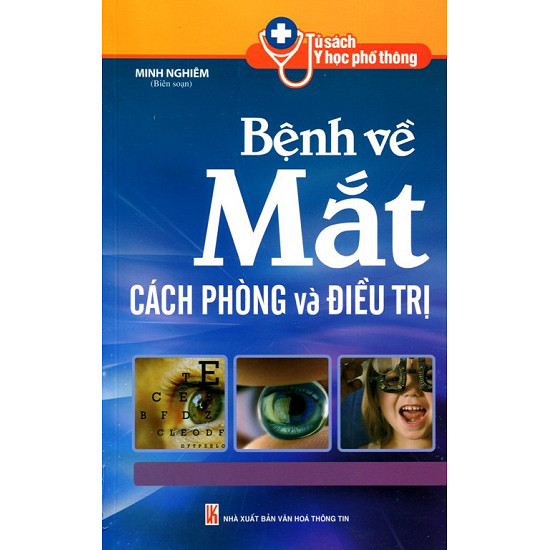 Tủ sách
Y học phổ thông
MINH NGHIÊM
(Biên soạn)
Bệnh về
Mắt
CÁCH PHÒNG và ĐIỀU TRỊ
E
T
C E B
B F D Z
C L E O D F
D F T P S E L O
NHÀ XUẤT BẢN VĂN HOÁ THÔNG TIN